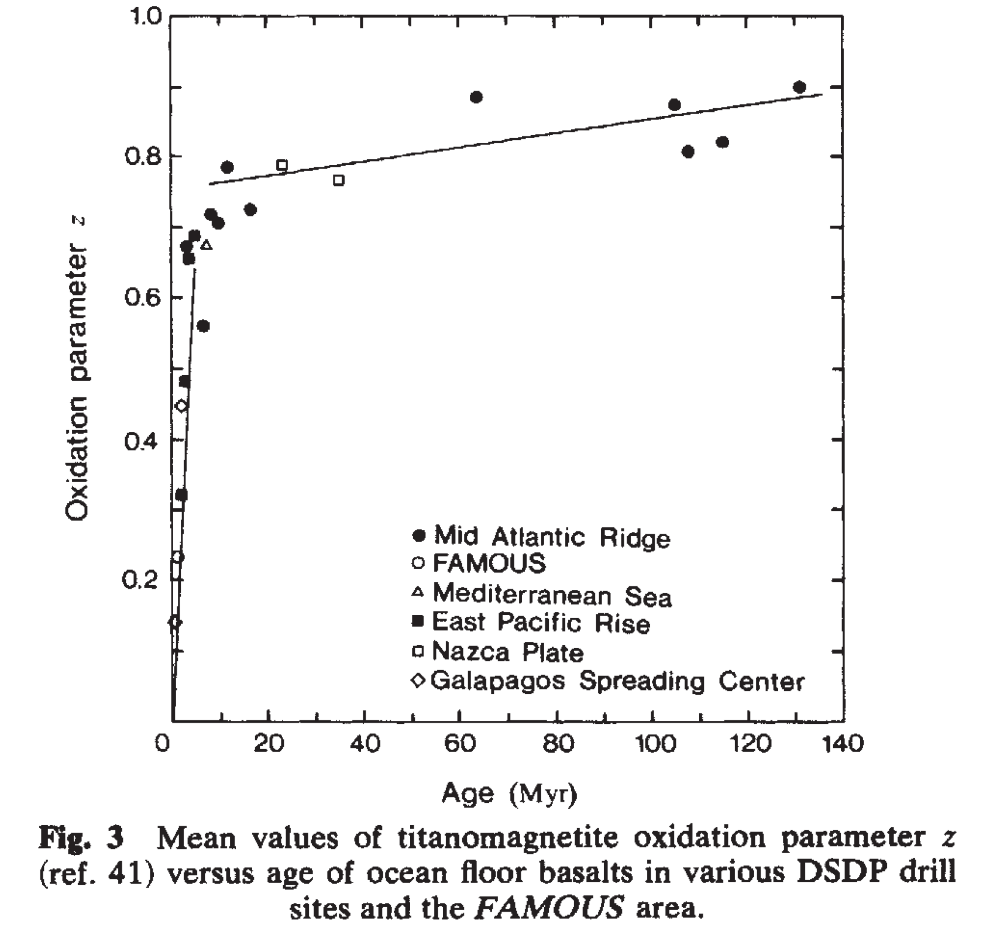 1.0
0.8
0.6
0.4
0.2
Oxidation parameter z
Mid Atlantic Ridge
FAMOUS
Mediterranean Sea
East Pacific Rise
Nazca Plate
Galapagos Spreading Center
0 20 40 60 80 100 120 140
Age (Myr)
Fig. 3 Mean values of titanomagnetite oxidation parameter z
(ref. 41) versus age of ocean floor basalts in various DSDP drill
sites and the FAMOUS area.